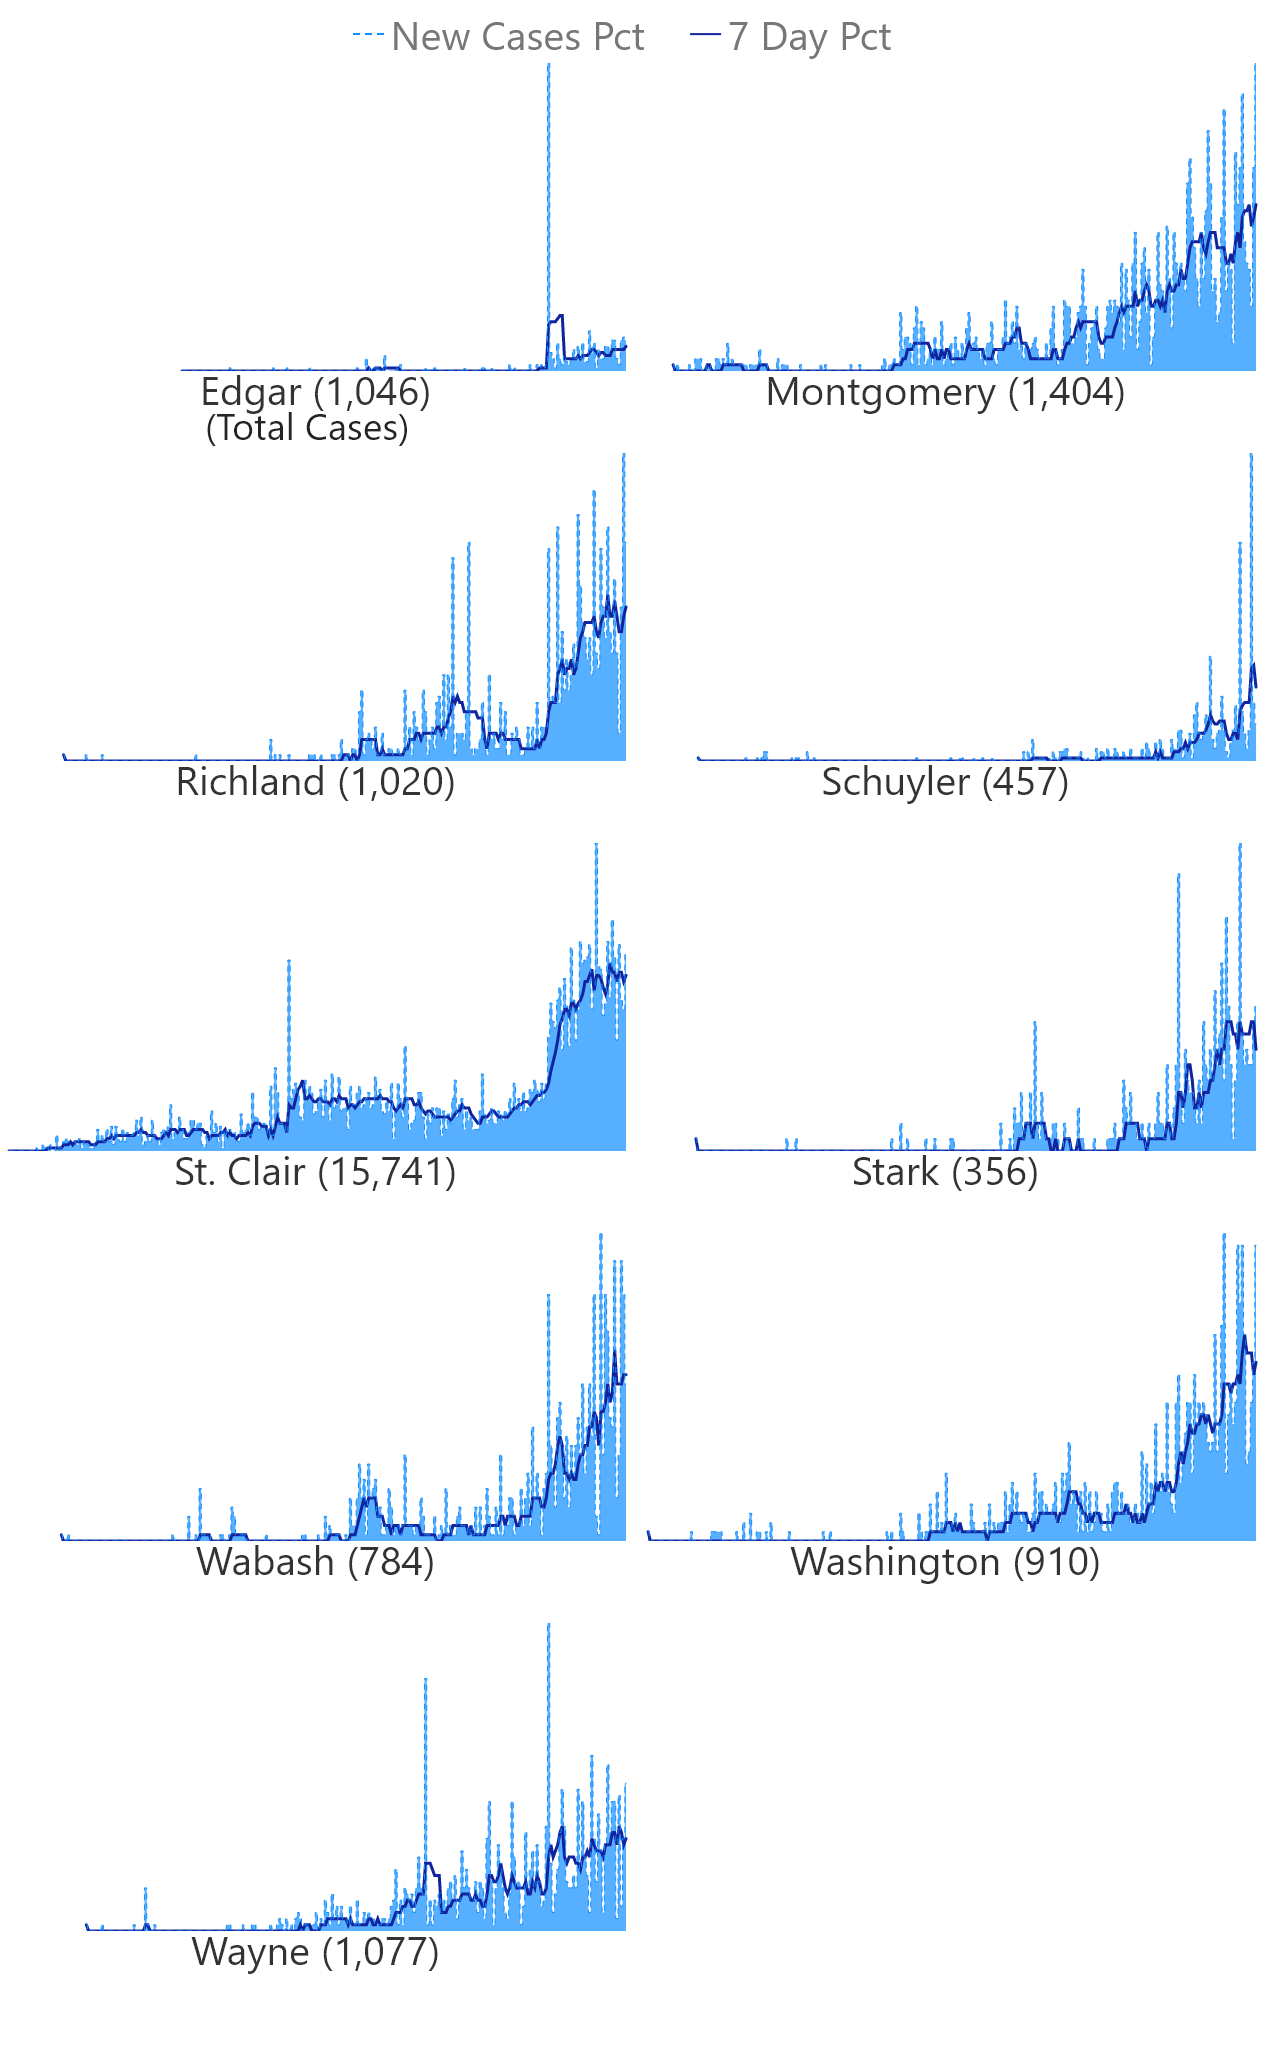 New Cases Pct 7 Day Pct
Edgar (1,046) Montgomery (1,404)
(Total Cases)
Richland (1,020) Schuyler (457)
St. Clair (15,741) Stark (356)
Wabash (784) Washington (910)
Wayne (1,077)